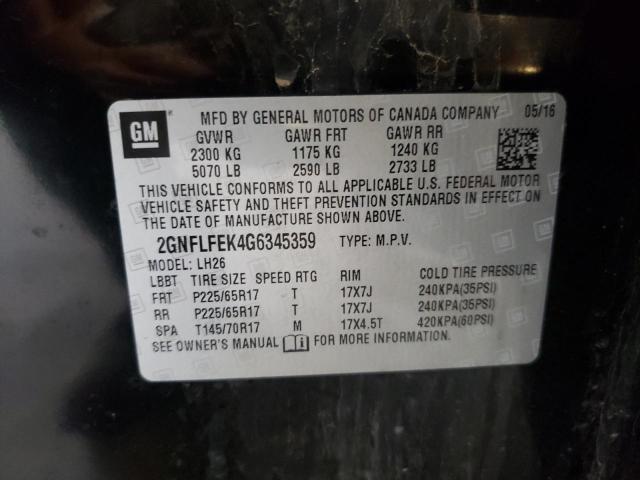 GM
MFD BY GENERAL MOTORS OF CANADA COMPANY 05/16
GVWR GAWR FRT GAWR RR
2300 KG 1175 KG 1240 KG
5070 LB 2590 LB 2733 LB
THIS VEHICLE CONFORMS TO ALL APPLICABLE U.S. FEDERAL MOTOR
VEHICLE SAFETY AND THEFT PREVENTION STANDARDS IN EFFECT ON
THE DATE OF MANUFACTURE SHOWN ABOVE.
2GNFLFEK4G6345359 TYPE: M.P.V.
MODEL: LH26
LBBT TIRE SIZE SPEED RTG RIM COLD TIRE PRESSURE
FRT P225/65R17 T 17X7J 240KPA(35PSI)
RR P225/65R17 T 17X7J 240KPA(35PSI)
SPA T145/70R17 M 17X4.5T 420KPA(60PSI)
SEE OWNER'S MANUAL FOR MORE INFORMATION.